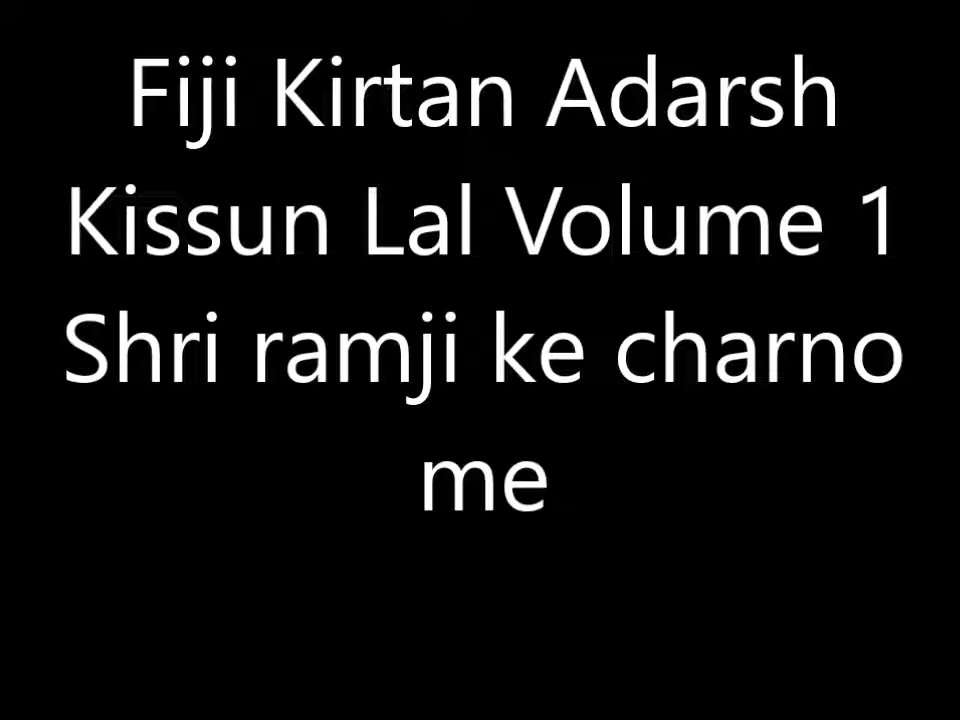 Fiji Kirtan Adarsh
Kissun Lal Volume 1
Shri ramji ke charno
me